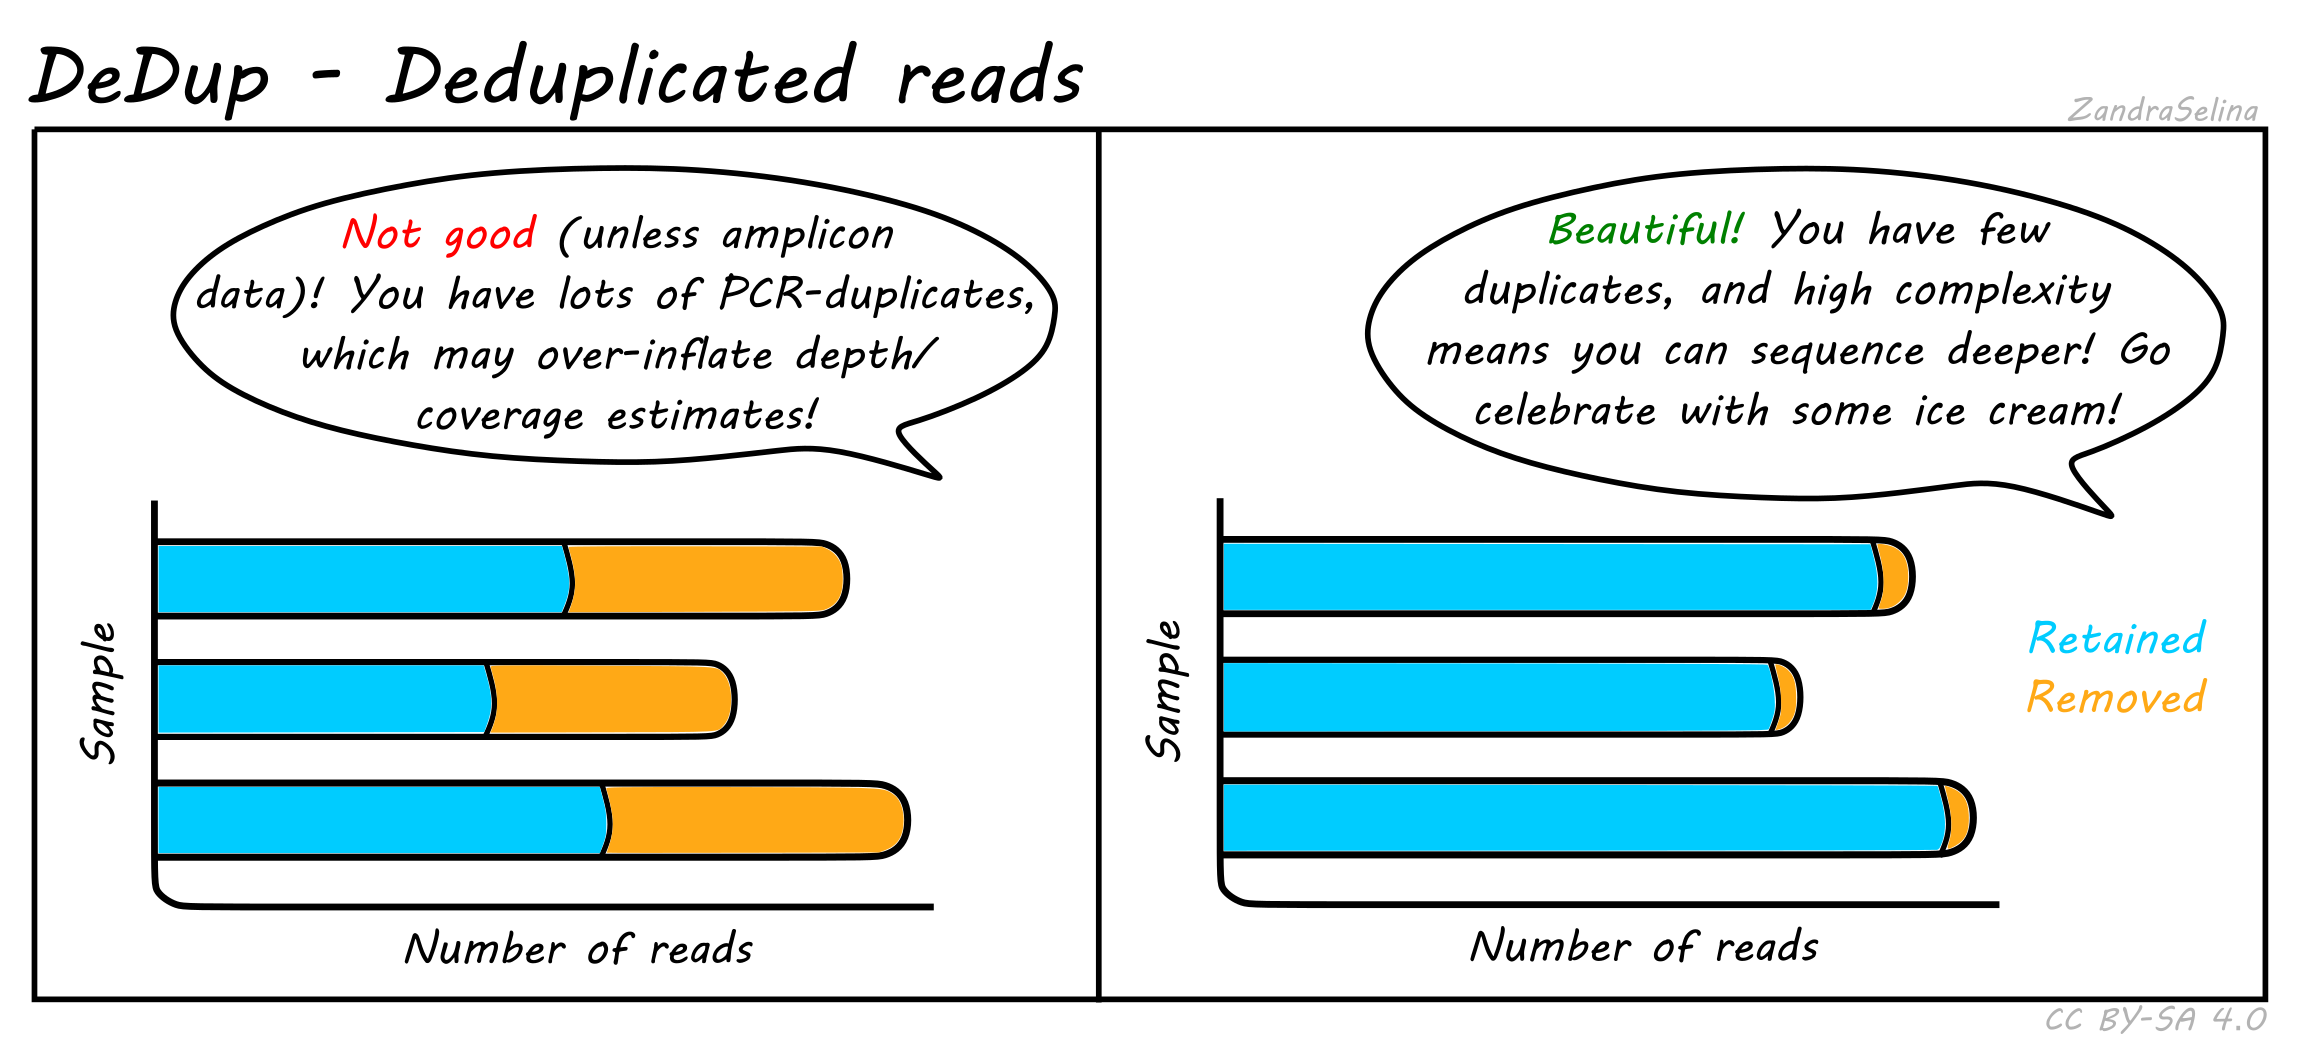 DeDup - Deduplicated reads
ZandraSelina
Not good (unless amplicon
data)! You have lots of PCR-duplicates,
which may over-inflate depth/
coverage estimates!
Sample
Number of reads
Beautiful! You have few
duplicates, and high complexity
means you can sequence deeper! Go
celebrate with some ice cream!
Sample
Retained
Removed
Number of reads
CC BY-SA 4.0